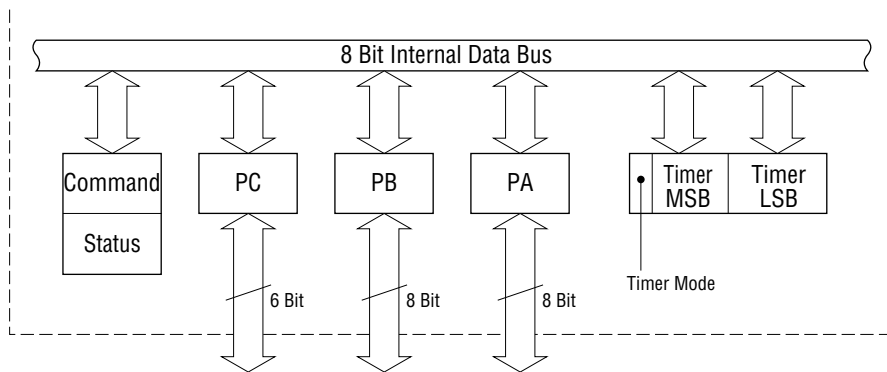 8 Bit Internal Data Bus
Command
Status
PC
PB
PA
Timer
MSB
Timer
LSB
Timer Mode
6 Bit
8 Bit
8 Bit